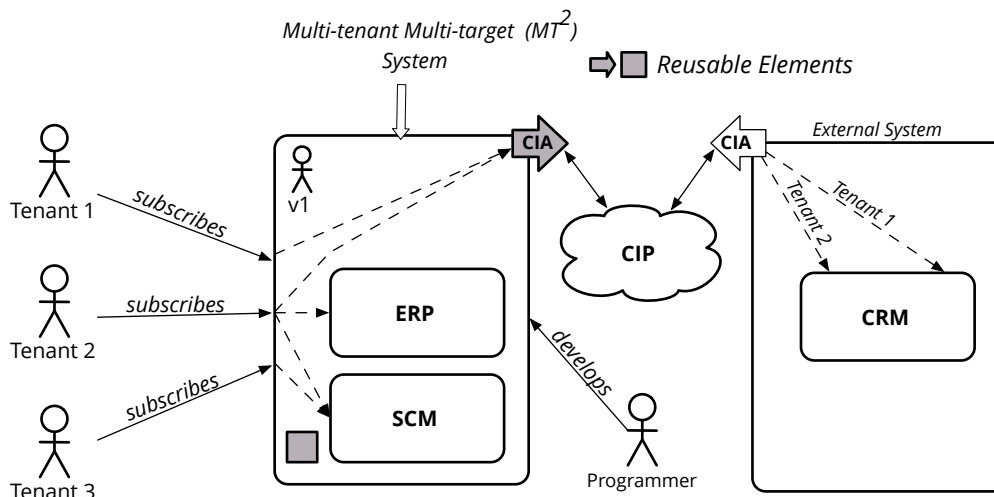 Multi-tenant Multi-target (MT²)
System
Reusable Elements
External System
CIA
CIA
v1
Tenant 1
subscribes
Tenant 1
Tenant 2
CIP
ERP
CRM
Tenant 2
subscribes
develops
SCM
Tenant 3
subscribes
Programmer